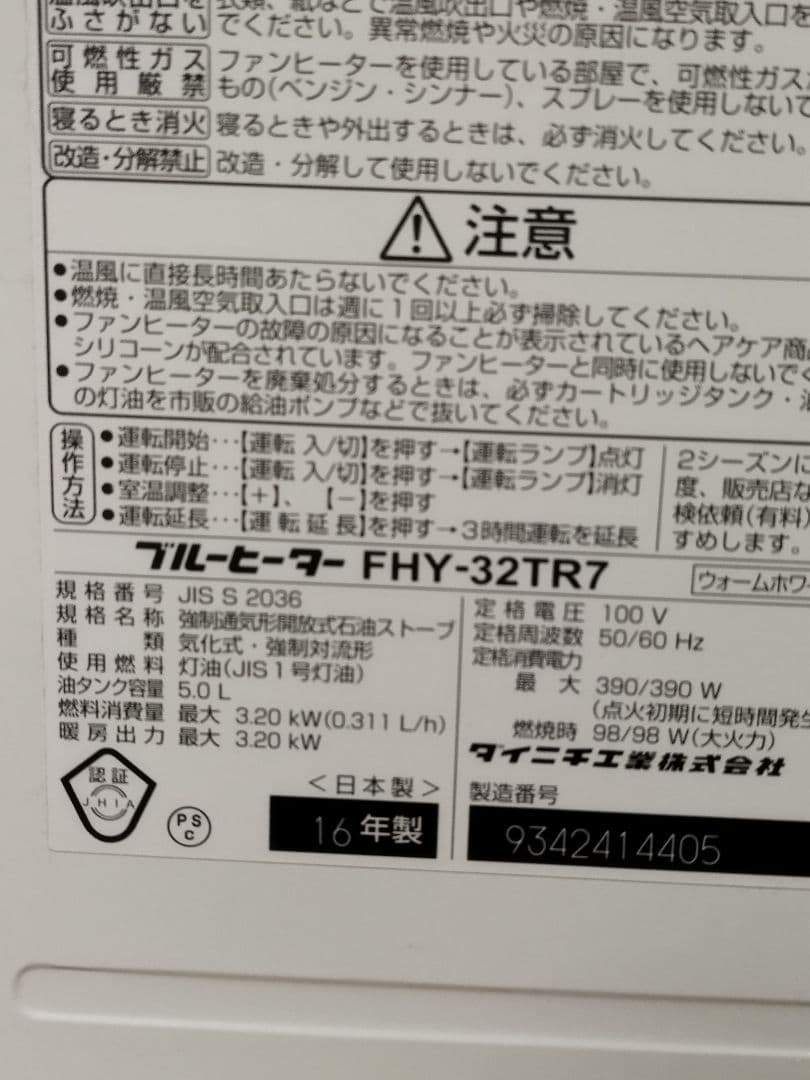 ふさがない でください。異常燃焼や火災の原因になります。
可燃性ガス ファンヒーターを使用している部屋で、可燃性ガス
使用厳禁 もの(ベンジン・シンナー)、スプレーを使用しないで
寝るとき消火 寝るときや外出するときは、必ず消火してください。
改造・分解禁止 改造・分解して使用しないでください。
注意
●温風に直接長時間あたらないでください。
●燃焼・温風空気取入口は週に1回以上必ず掃除してください。
●ファンヒーターの故障の原因になることが表示されているヘアケア商
シリコーンが配合されています。ファンヒーターと同時に使用しないで
●ファンヒーターを廃棄処分するときは、必ずカートリッジタンク・
の灯油を市販の給油ポンプなどで抜いてください。
操作方法
●運転開始…【運転 入/切】を押す→【運転ランプ】点灯
●運転停止…【運転 入/切】を押す→【運転ランプ】消灯
●室温調整…【+】、【−】を押す
●運転延長…【運転延長】を押す→3時間運転を延長
2シーズンに
度、販売店な
検依頼(有料)
すめします。
ブルーヒーター FHY-32TR7
ウォームホワ
規格番号 JIS S 2036
規格名称 強制通気形開放式石油ストーブ
種類 気化式・強制対流形
使用燃料 灯油(JIS1号灯油)
油タンク容量 5.0 L
燃料消費量 最大 3.20 kW(0.311 L/h)
暖房出力 最大 3.20 kW
定格電圧 100 V
定格周波数 50/60 Hz
定格消費電力
最大 390/390 W
(点火初期に短時間発生
燃焼時 98/98 W(大火力)
ダイニチ工業株式会社
認証
JHIA
PS
C
<日本製>
16年製
製造番号
9342414405